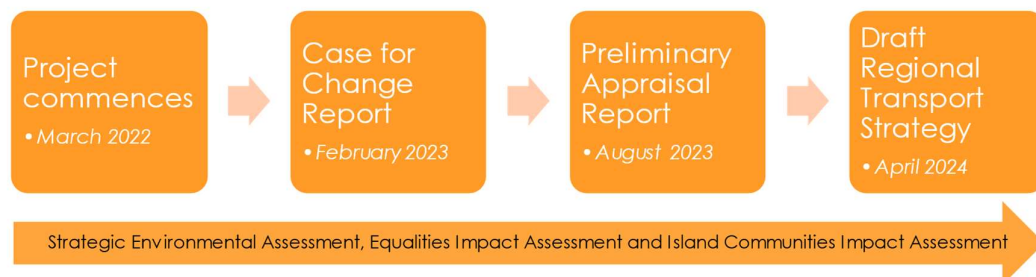 Project
commences
• March 2022
Case for
Change
Report
• February 2023
Preliminary
Appraisal
Report
• August 2023
Draft
Regional
Transport
Strategy
• April 2024
Strategic Environmental Assessment, Equalities Impact Assessment and Island Communities Impact Assessment